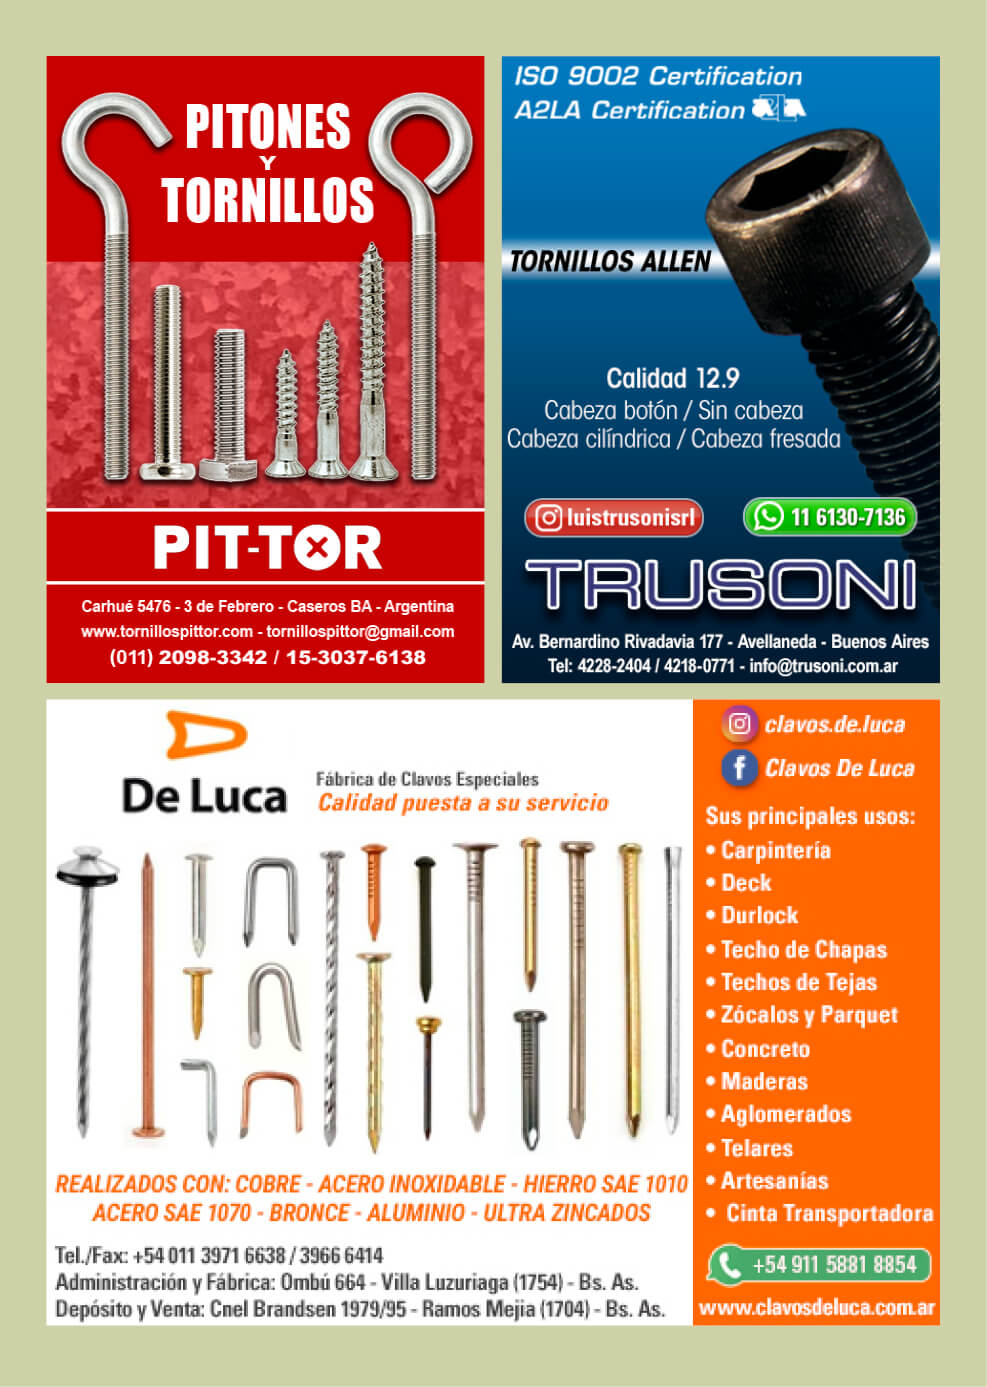 PITONES
Y
TORNILLOS
PIT-TOR
Carhué 5476 - 3 de Febrero - Caseros BA - Argentina
www.tornillospittor.com - tornillospittor@gmail.com
(011) 2098-3342 / 15-3037-6138
ISO 9002 Certification
A2LA Certification
TORNILLOS ALLEN
Calidad 12.9
Cabeza botón / Sin cabeza
Cabeza cilíndrica / Cabeza fresada
luistrusonisrl
11 6130-7136
TRUSONI
Av. Bernardino Rivadavia 177 - Avellaneda - Buenos Aires
Tel: 4228-2404 / 4218-0771 - info@trusoni.com.ar
De Luca
Fábrica de Clavos Especiales
Calidad puesta a su servicio
REALIZADOS CON: COBRE - ACERO INOXIDABLE - HIERRO SAE 1010
ACERO SAE 1070 - BRONCE - ALUMINIO - ULTRA ZINCADOS
Tel./Fax: +54 011 3971 6638 / 3966 6414
Administración y Fábrica: Ombú 664 - Villa Luzuriaga (1754) - Bs. As.
Depósito y Venta: Cnel Brandsen 1979/95 - Ramos Mejia (1704) - Bs. As.
clavos.de.luca
Clavos De Luca
Sus principales usos:
• Carpintería
• Deck
• Durlock
• Techo de Chapas
• Techos de Tejas
• Zócalos y Parquet
• Concreto
• Maderas
• Aglomerados
• Telares
• Artesanías
• Cinta Transportadora
+54 911 5881 8854
www.clavosdeluca.com.ar